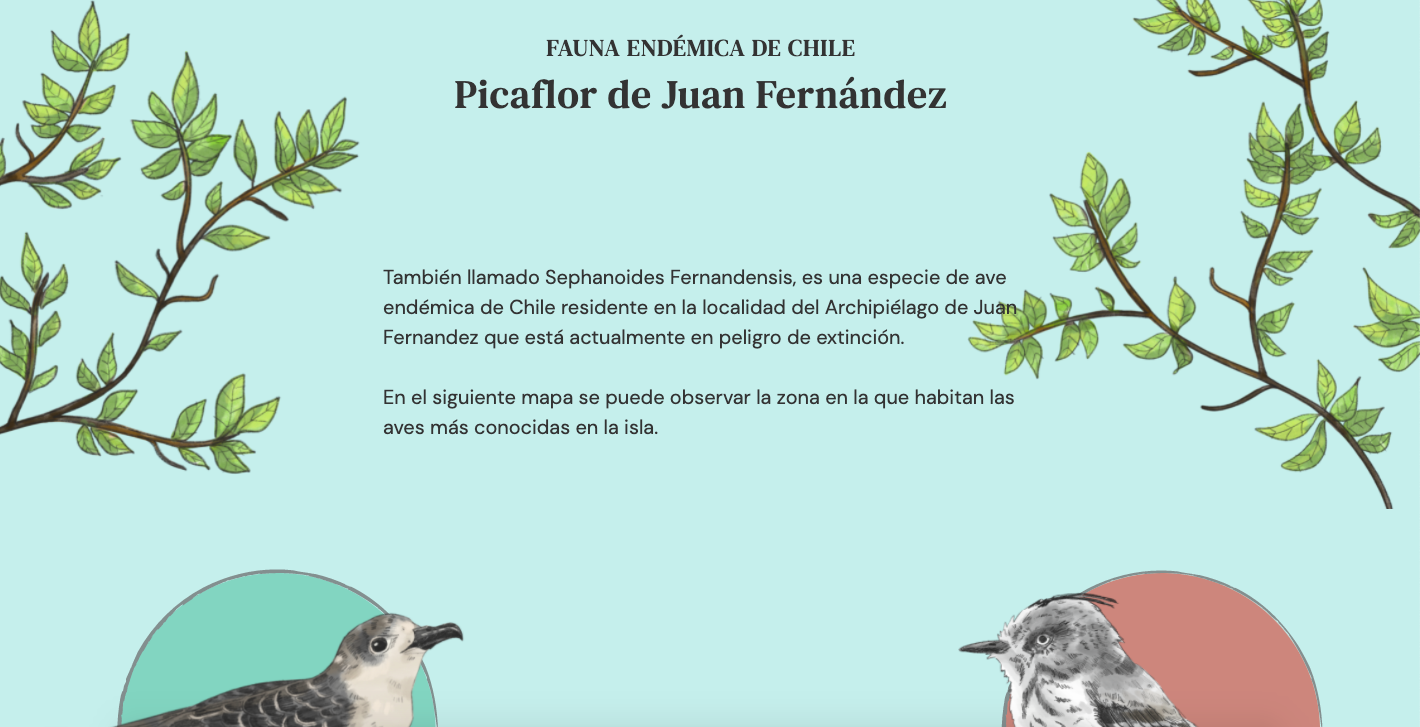 FAUNA ENDÉMICA DE CHILE
Picaflor de Juan Fernández
También llamado Sephanoides Fernandensis, es una especie de ave
endémica de Chile residente en la localidad del Archipiélago de Juan
Fernandez que está actualmente en peligro de extinción.
En el siguiente mapa se puede observar la zona en la que habitan las
aves más conocidas en la isla.